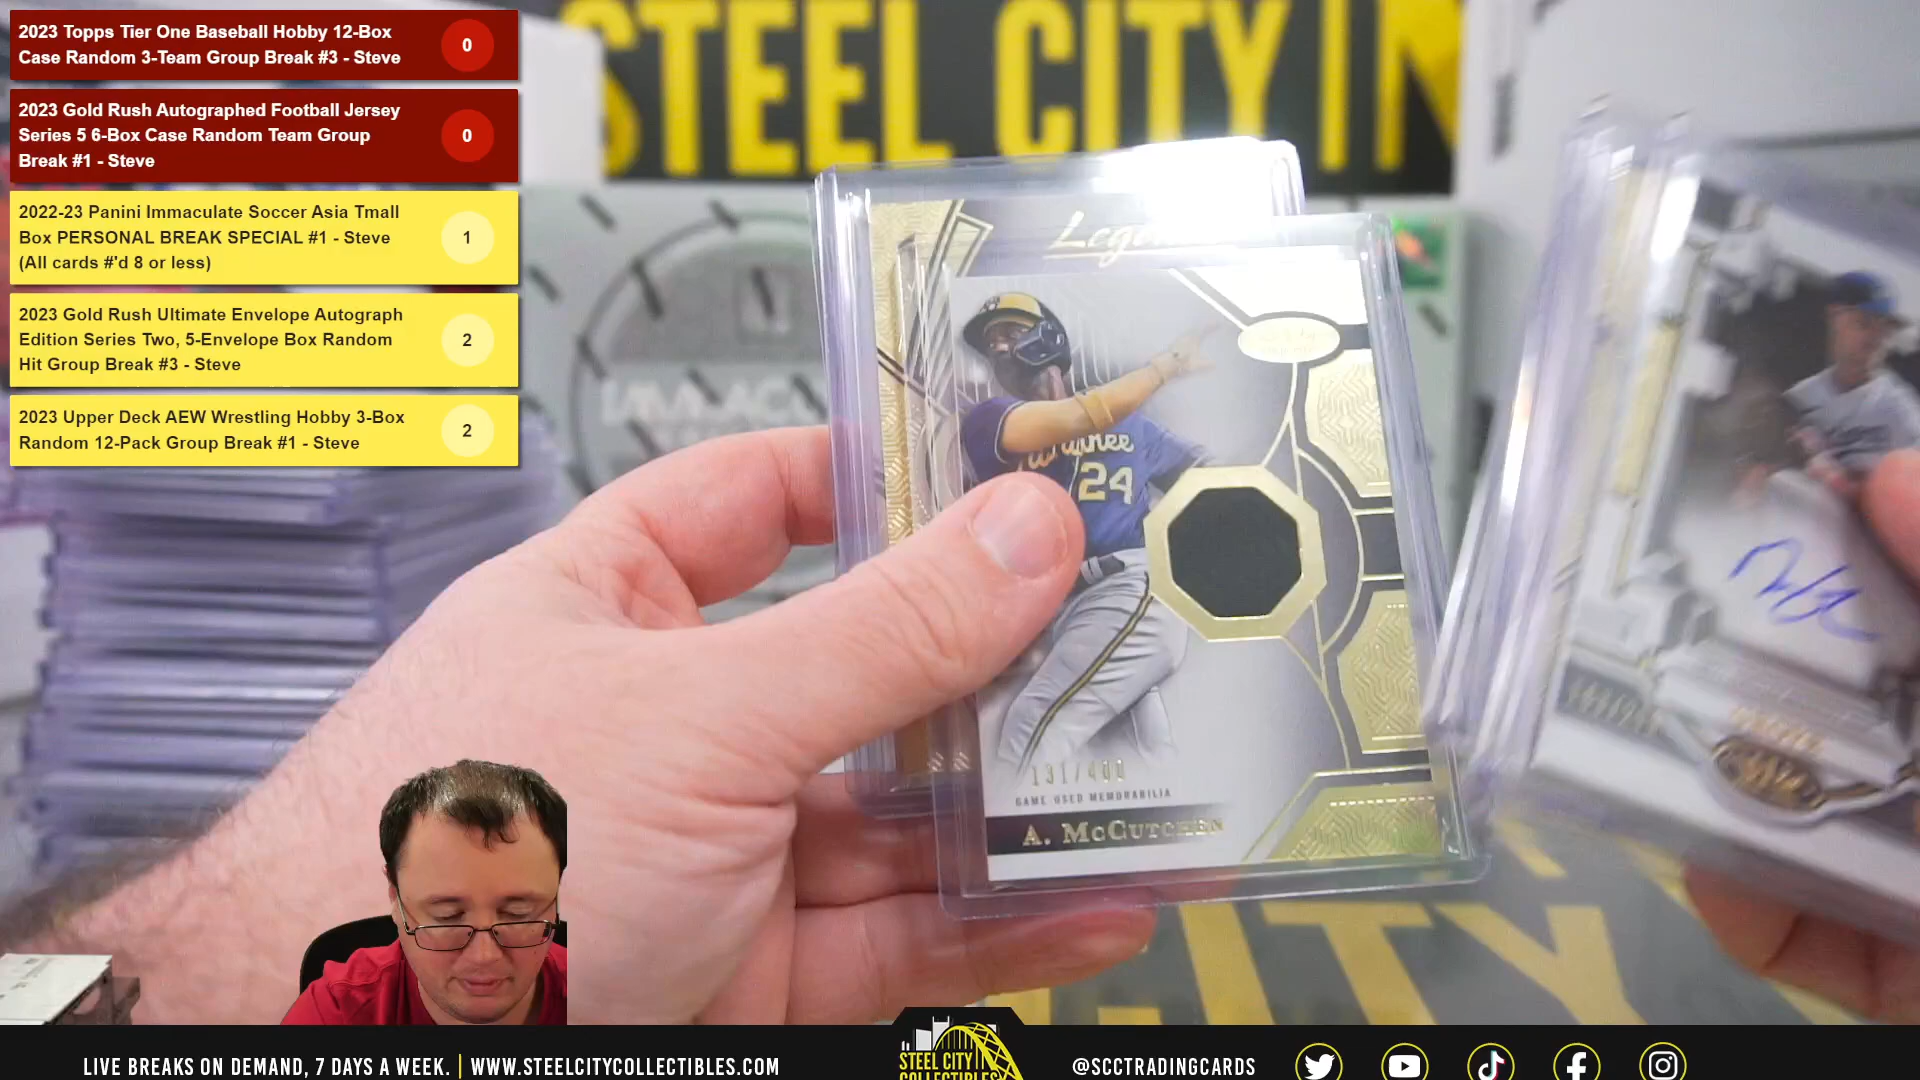 2023 Topps Tier One Baseball Hobby 12-Box
Case Random 3-Team Group Break #3 - Steve
0
2023 Gold Rush Autographed Football Jersey
Series 5 6-Box Case Random Team Group
Break #1 - Steve
0
2022-23 Panini Immaculate Soccer Asia Tmall
Box PERSONAL BREAK SPECIAL #1 - Steve
(All cards #'d 8 or less)
1
2023 Gold Rush Ultimate Envelope Autograph
Edition Series Two, 5-Envelope Box Random
Hit Group Break #3 - Steve
2
2023 Upper Deck AEW Wrestling Hobby 3-Box
Random 12-Pack Group Break #1 - Steve
2
STEEL CITY
24
131/400
GAME USED MEMORABILIA
A. McCutchen
CITY
LIVE BREAKS ON DEMAND, 7 DAYS A WEEK. | WWW.STEELCITYCOLLECTIBLES.COM
STEEL CITY
COLLECTIBLES
@SCCTRADINGCARDS